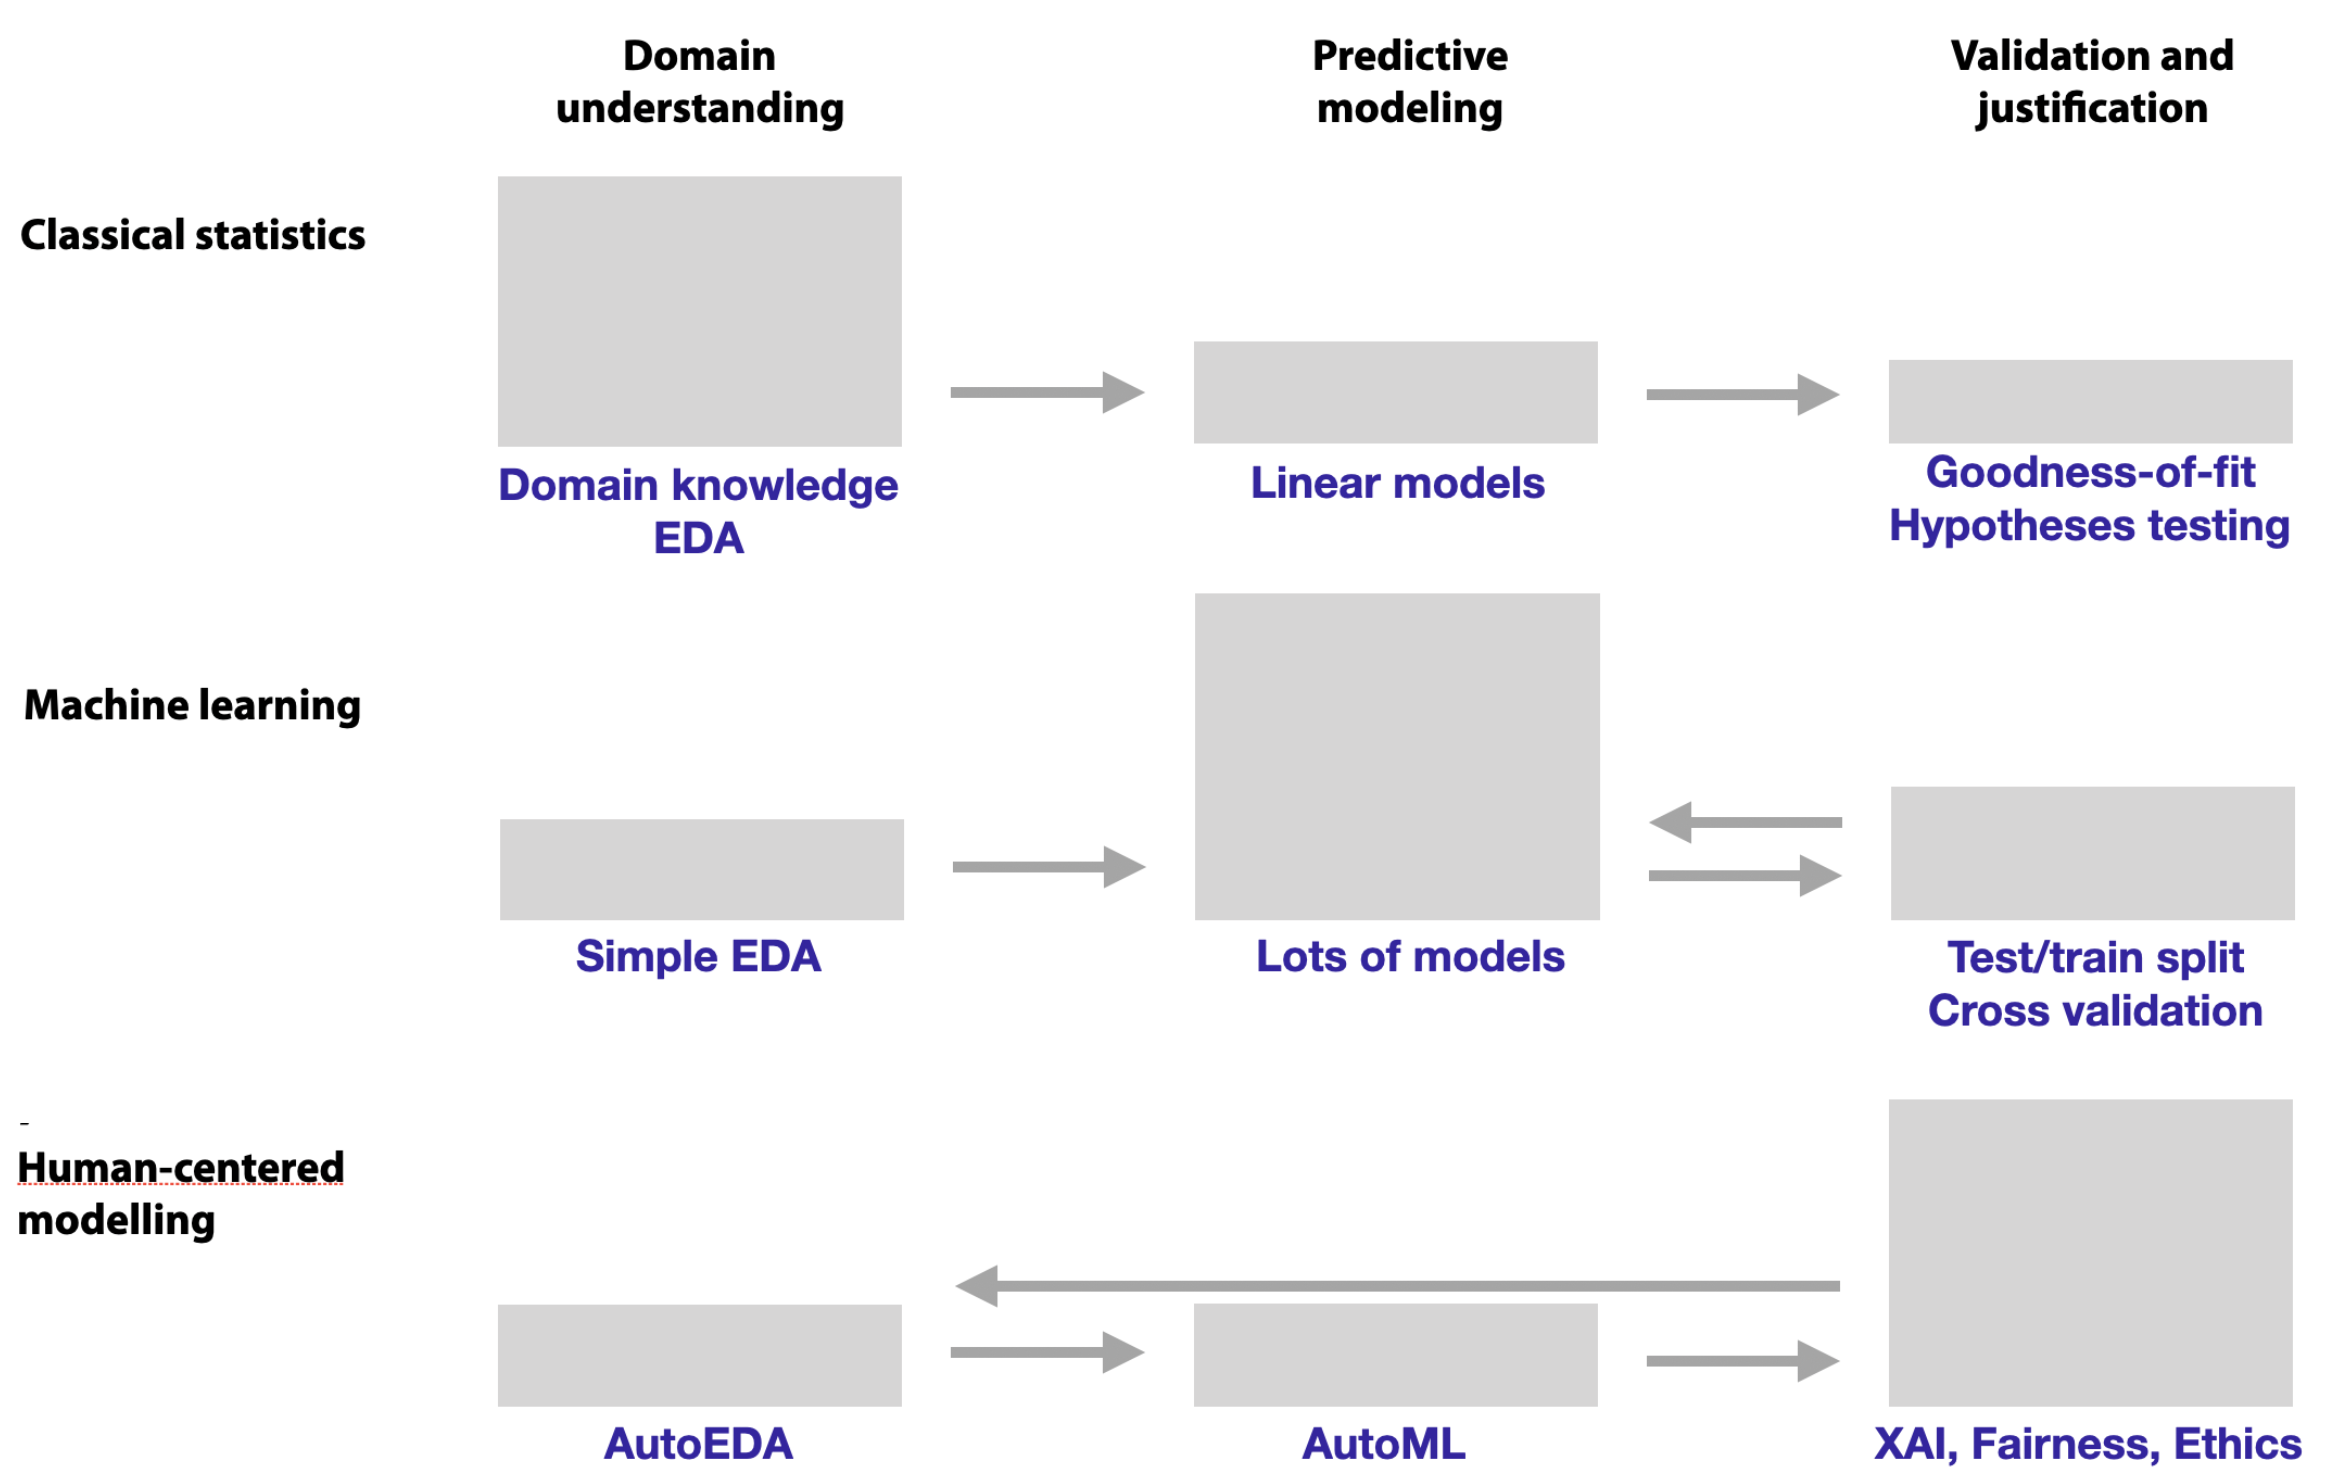 Domain
understanding
Predictive
modeling
Validation and
justification
Classical statistics
Domain knowledge
EDA
Linear models
Goodness-of-fit
Hypotheses testing
Machine learning
Simple EDA
Lots of models
Test/train split
Cross validation
-
Human-centered
modelling
AutoEDA
AutoML
XAI, Fairness, Ethics